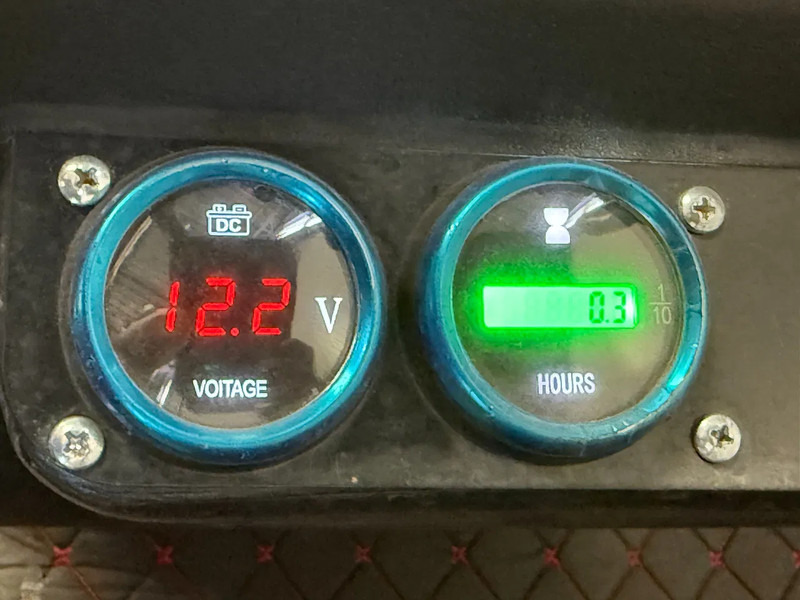 DC
12.2 V
VOITAGE
0.3 1/10
HOURS